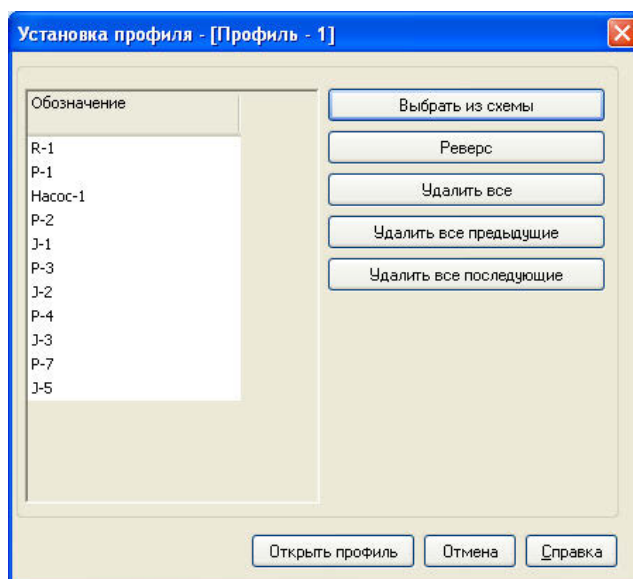 Установка профиля - [Профиль - 1]
Обозначение
R-1
P-1
Насос-1
P-2
J-1
P-3
J-2
P-4
J-3
P-7
J-5
Выбрать из схемы
Реверс
Удалить все
Удалить все предыдущие
Удалить все последующие
Открыть профиль
Отмена
Справка